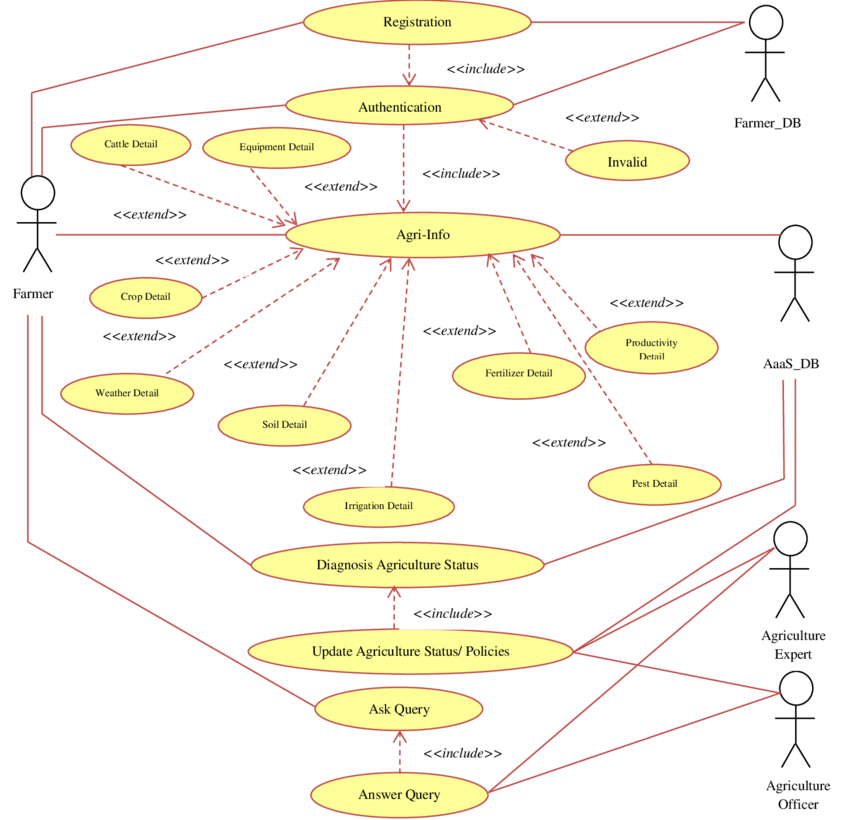 Registration
<<include>>
Authentication
<<extend>>
Farmer_DB
Cattle Detail
Equipment Detail
Invalid
<<extend>>
<<include>>
<<extend>>
Agri-Info
<<extend>>
Farmer
Crop Detail
<<extend>>
<<extend>>
<<extend>>
<<extend>>
Productivity
Detail
AaaS_DB
Weather Detail
Fertilizer Detail
Soil Detail
<<extend>>
<<extend>>
Pest Detail
Irrigation Detail
Diagnosis Agriculture Status
<<include>>
Agriculture
Expert
Update Agriculture Status/ Policies
Ask Query
<<include>>
Answer Query
Agriculture
Officer